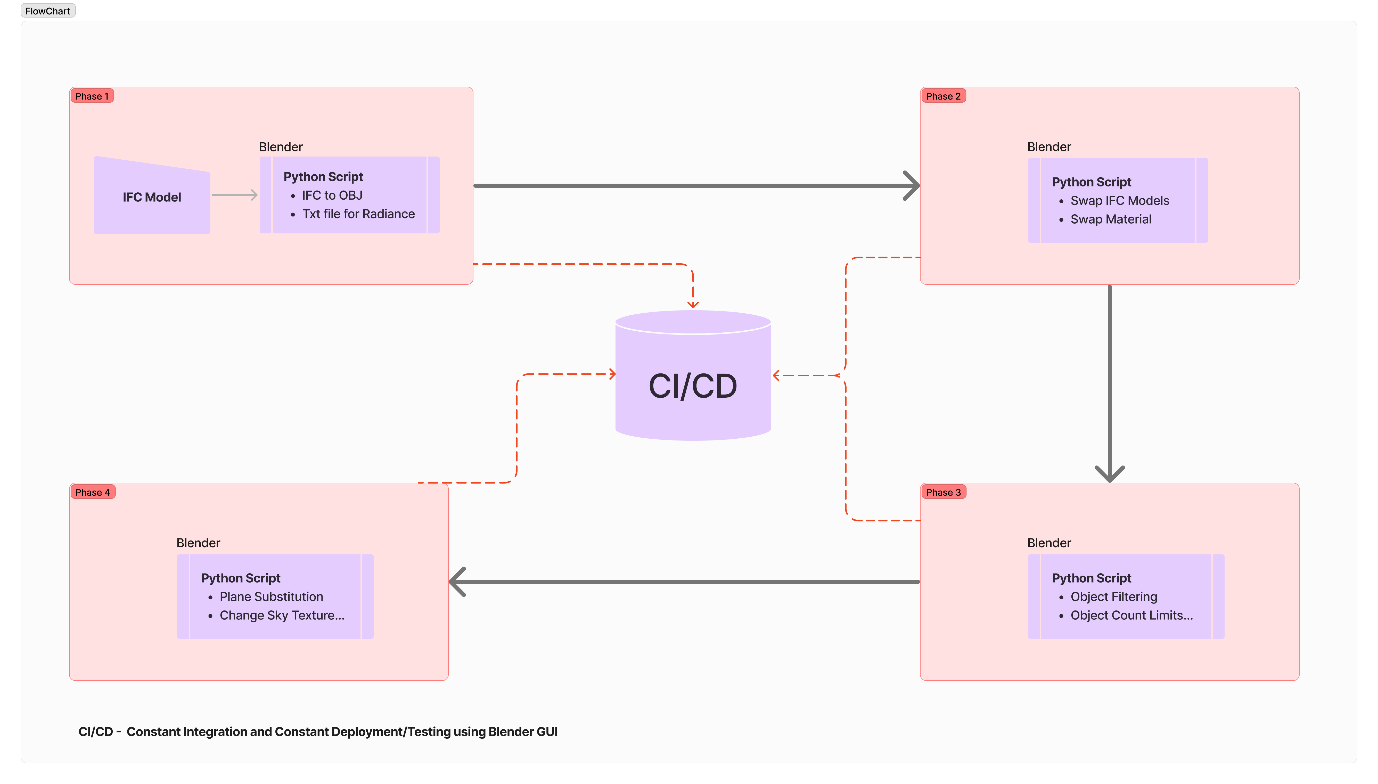 FlowChart
Phase 1
Blender
IFC Model
Python Script
• IFC to OBJ
• Txt file for Radiance
Phase 2
Blender
Python Script
• Swap IFC Models
• Swap Material
CI/CD
Phase 4
Blender
Python Script
• Plane Substitution
• Change Sky Texture...
Phase 3
Blender
Python Script
• Object Filtering
• Object Count Limits...
CI/CD - Constant Integration and Constant Deployment/Testing using Blender GUI